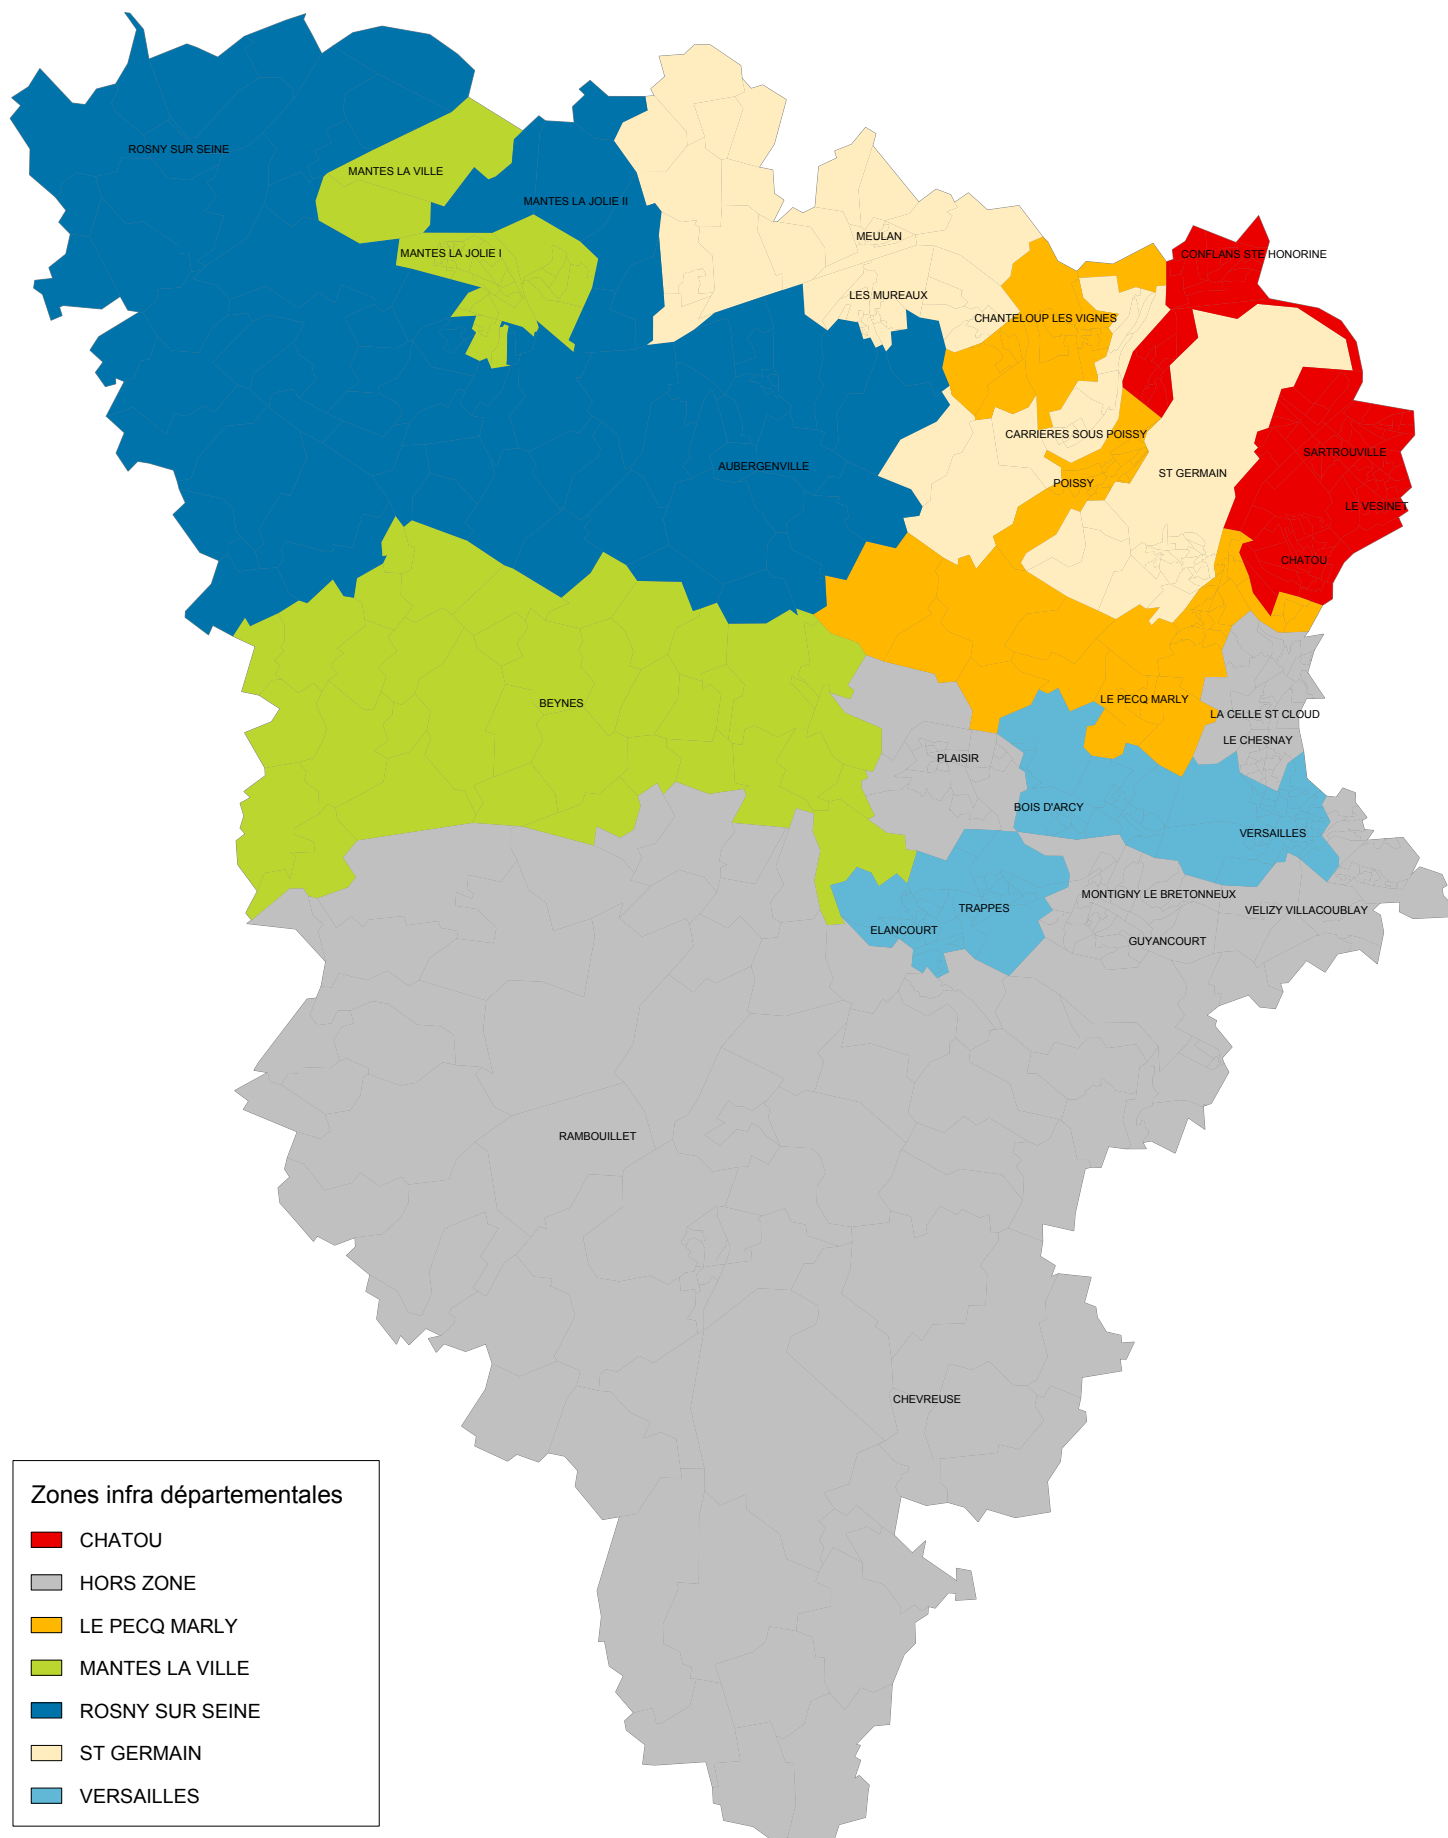 ROSNY SUR SEINE
MANTES LA VILLE
MANTES LA JOLIE II
MANTES LA JOLIE I
MEULAN
CONFLANS STE HONORINE
LES MUREAUX
CHANTELOUP LES VIGNES
CARRIERES SOUS POISSY
SARTROUVILLE
AUBERGENVILLE
ST GERMAIN
POISSY
LE VESINET
CHATOU
BEYNES
LE PECQ MARLY
LA CELLE ST CLOUD
LE CHESNAY
PLAISIR
BOIS D'ARCY
VERSAILLES
MONTIGNY LE BRETONNEUX
TRAPPES
VELIZY VILLACOUBLAY
ELANCOURT
GUYANCOURT
RAMBOUILLET
CHEVREUSE
Zones infra départementales
CHATOU
HORS ZONE
LE PECQ MARLY
MANTES LA VILLE
ROSNY SUR SEINE
ST GERMAIN
VERSAILLES